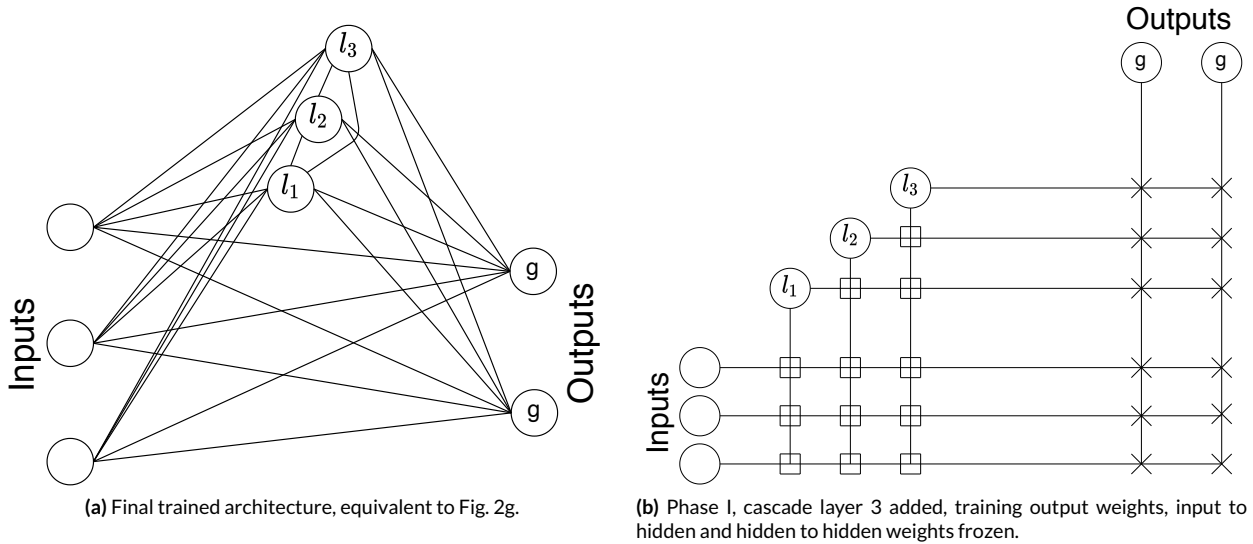 l₃
l₂
l₁
g
g
Inputs
Outputs
(a) Final trained architecture, equivalent to Fig. 2g.
Outputs
g g
l₃
l₂
l₁
Inputs
(b) Phase I, cascade layer 3 added, training output weights, input to
hidden and hidden to hidden weights frozen.